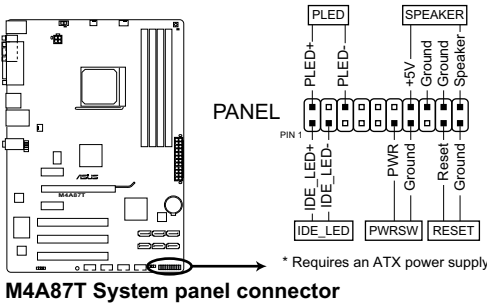 PLED
SPEAKER
PLED+
PLED-
+5V
Ground
Ground
Speaker
PANEL
PIN 1
IDE_LED+
IDE_LED-
PWR
Ground
Reset
Ground
IDE_LED
PWRSW
RESET
* Requires an ATX power supply
ASUS
M4A87T
M4A87T System panel connector